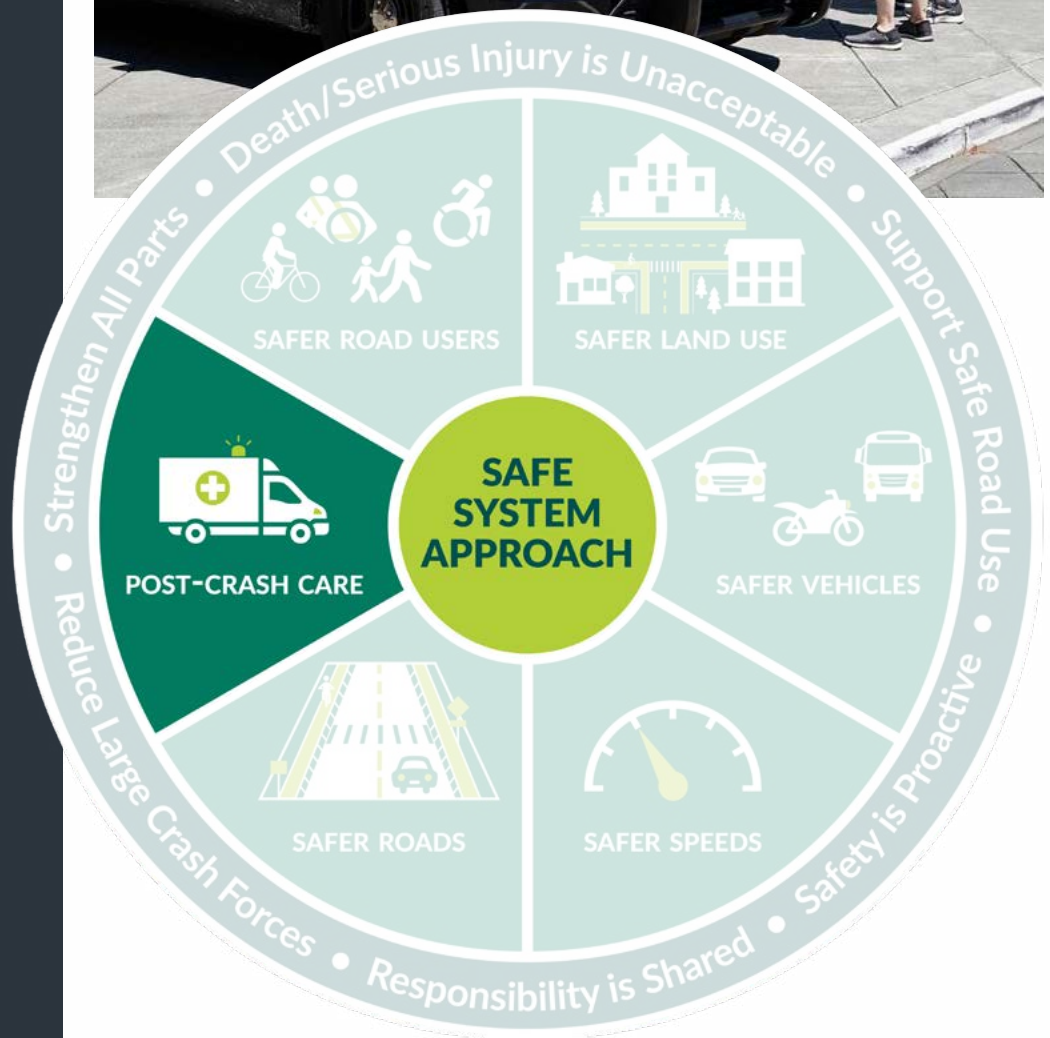 Death/Serious Injury is Unacceptable
Support Safe Road Use
Safety is Proactive
Responsibility is Shared
Reduce Large Crash Forces
Strengthen All Parts
SAFER ROAD USERS
SAFER LAND USE
SAFE
SYSTEM
APPROACH
POST-CRASH CARE
SAFER VEHICLES
SAFER ROADS
SAFER SPEEDS